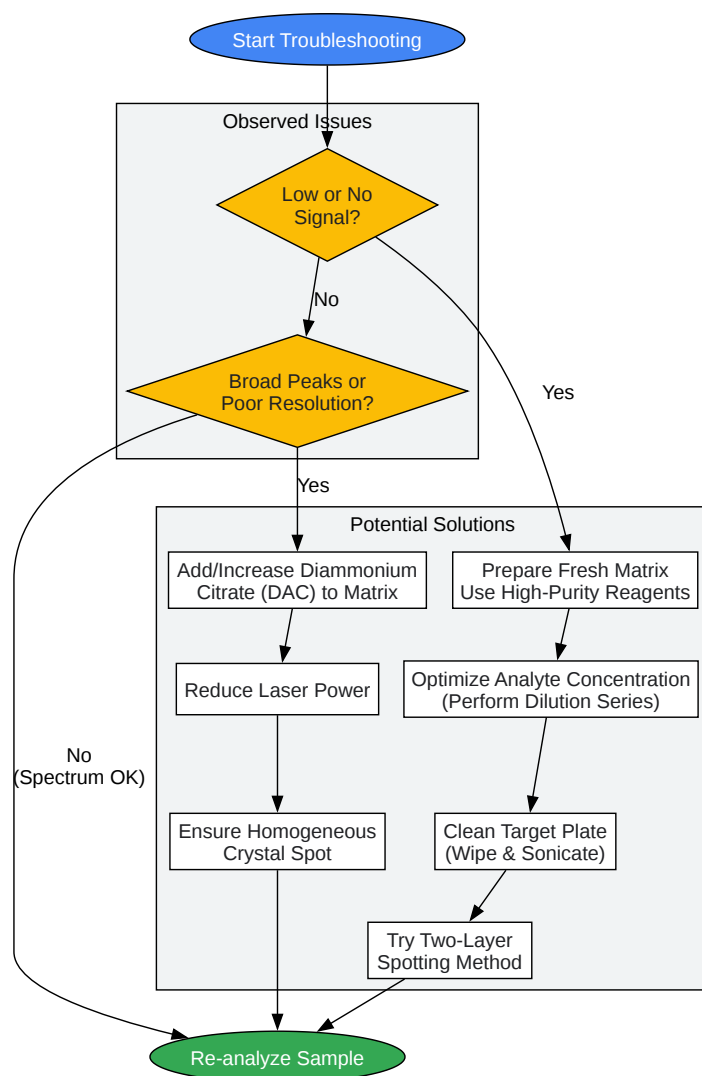 Start Troubleshooting
Observed Issues
Low or No
Signal?
No
Yes
Broad Peaks or
Poor Resolution?
Yes
Potential Solutions
Add/Increase Diammonium
Citrate (DAC) to Matrix
Prepare Fresh Matrix
Use High-Purity Reagents
Reduce Laser Power
Optimize Analyte Concentration
(Perform Dilution Series)
No
(Spectrum OK)
Ensure Homogeneous
Crystal Spot
Clean Target Plate
(Wipe & Sonicate)
Try Two-Layer
Spotting Method
Re-analyze Sample